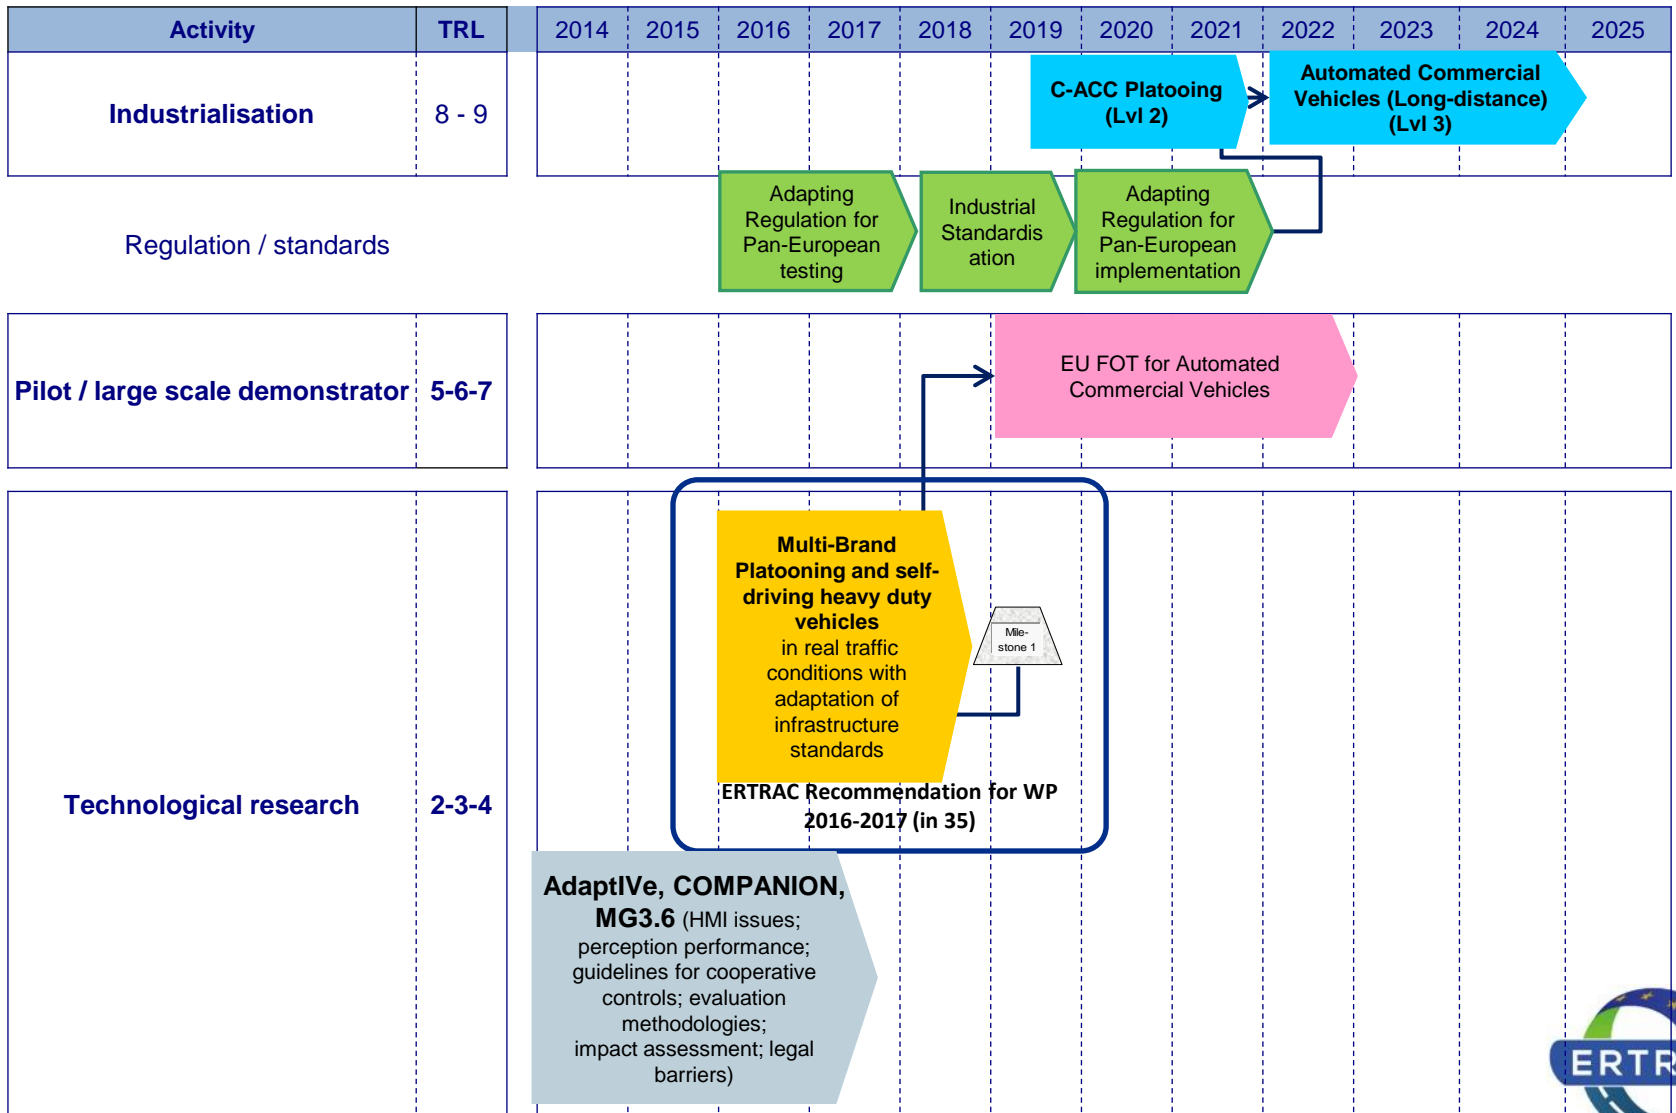 Activity TRL 2014 2015 2016 2017 2018 2019 2020 2021 2022 2023 2024 2025
Industrialisation 8 - 9
C-ACC Platooing
(Lvl 2)
Automated Commercial
Vehicles (Long-distance)
(Lvl 3)
Regulation / standards
Adapting
Regulation for
Pan-European
testing
Industrial
Standardis
ation
Adapting
Regulation for
Pan-European
implementation
Pilot / large scale demonstrator 5-6-7
EU FOT for Automated
Commercial Vehicles
Technological research 2-3-4
Multi-Brand
Platooning and self-
driving heavy duty
vehicles
in real traffic
conditions with
adaptation of
infrastructure
standards
Mile-
stone 1
ERTRAC Recommendation for WP
2016-2017 (in 35)
AdaptIVe, COMPANION,
MG3.6 (HMI issues;
perception performance;
guidelines for cooperative
controls; evaluation
methodologies;
impact assessment; legal
barriers)